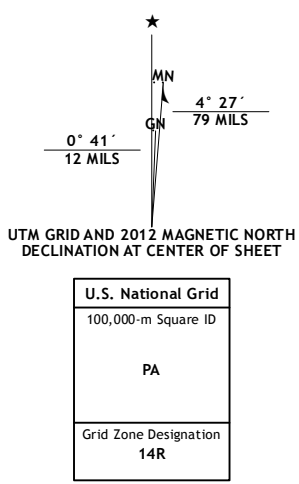 ★
MN
4° 27´
79 MILS
GN
0° 41´
12 MILS
UTM GRID AND 2012 MAGNETIC NORTH
DECLINATION AT CENTER OF SHEET
U.S. National Grid
100,000-m Square ID
PA
Grid Zone Designation
14R